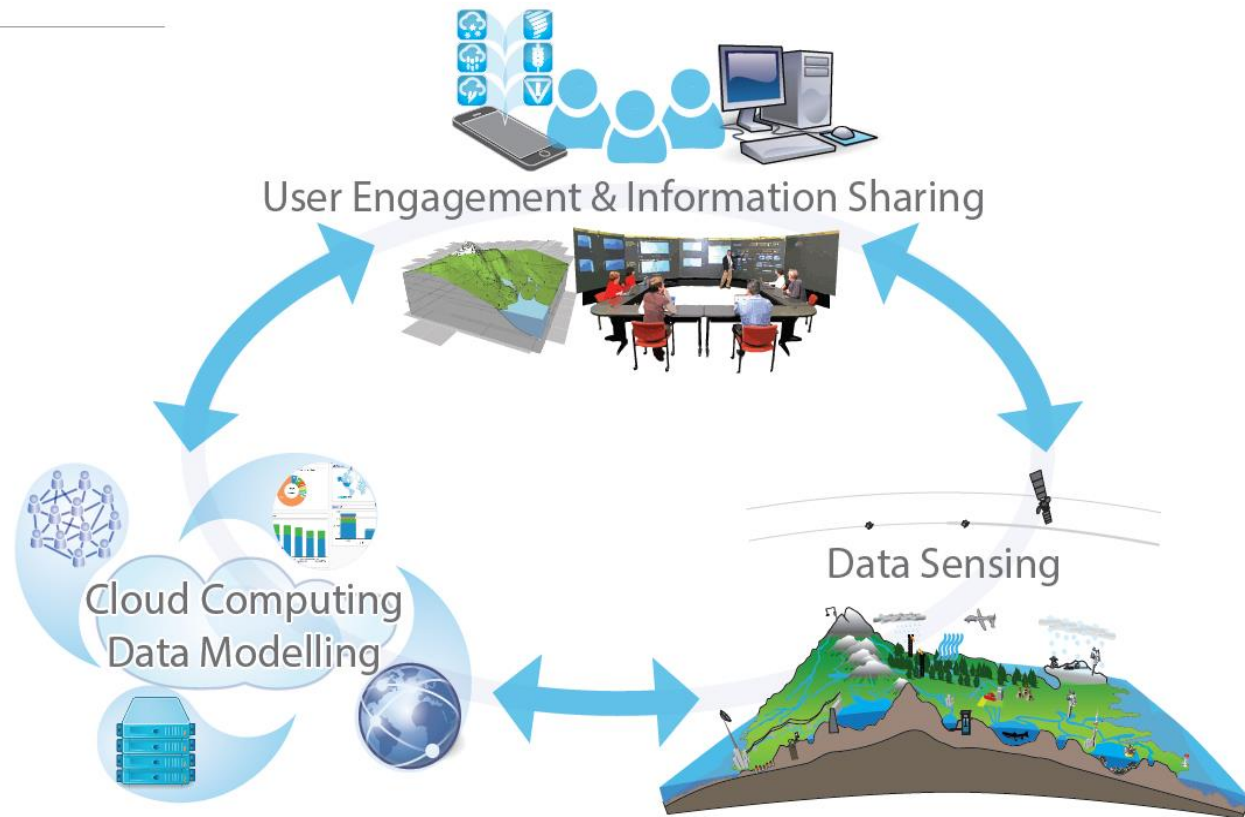 User Engagement & Information Sharing
Data Sensing
Cloud Computing
Data Modelling